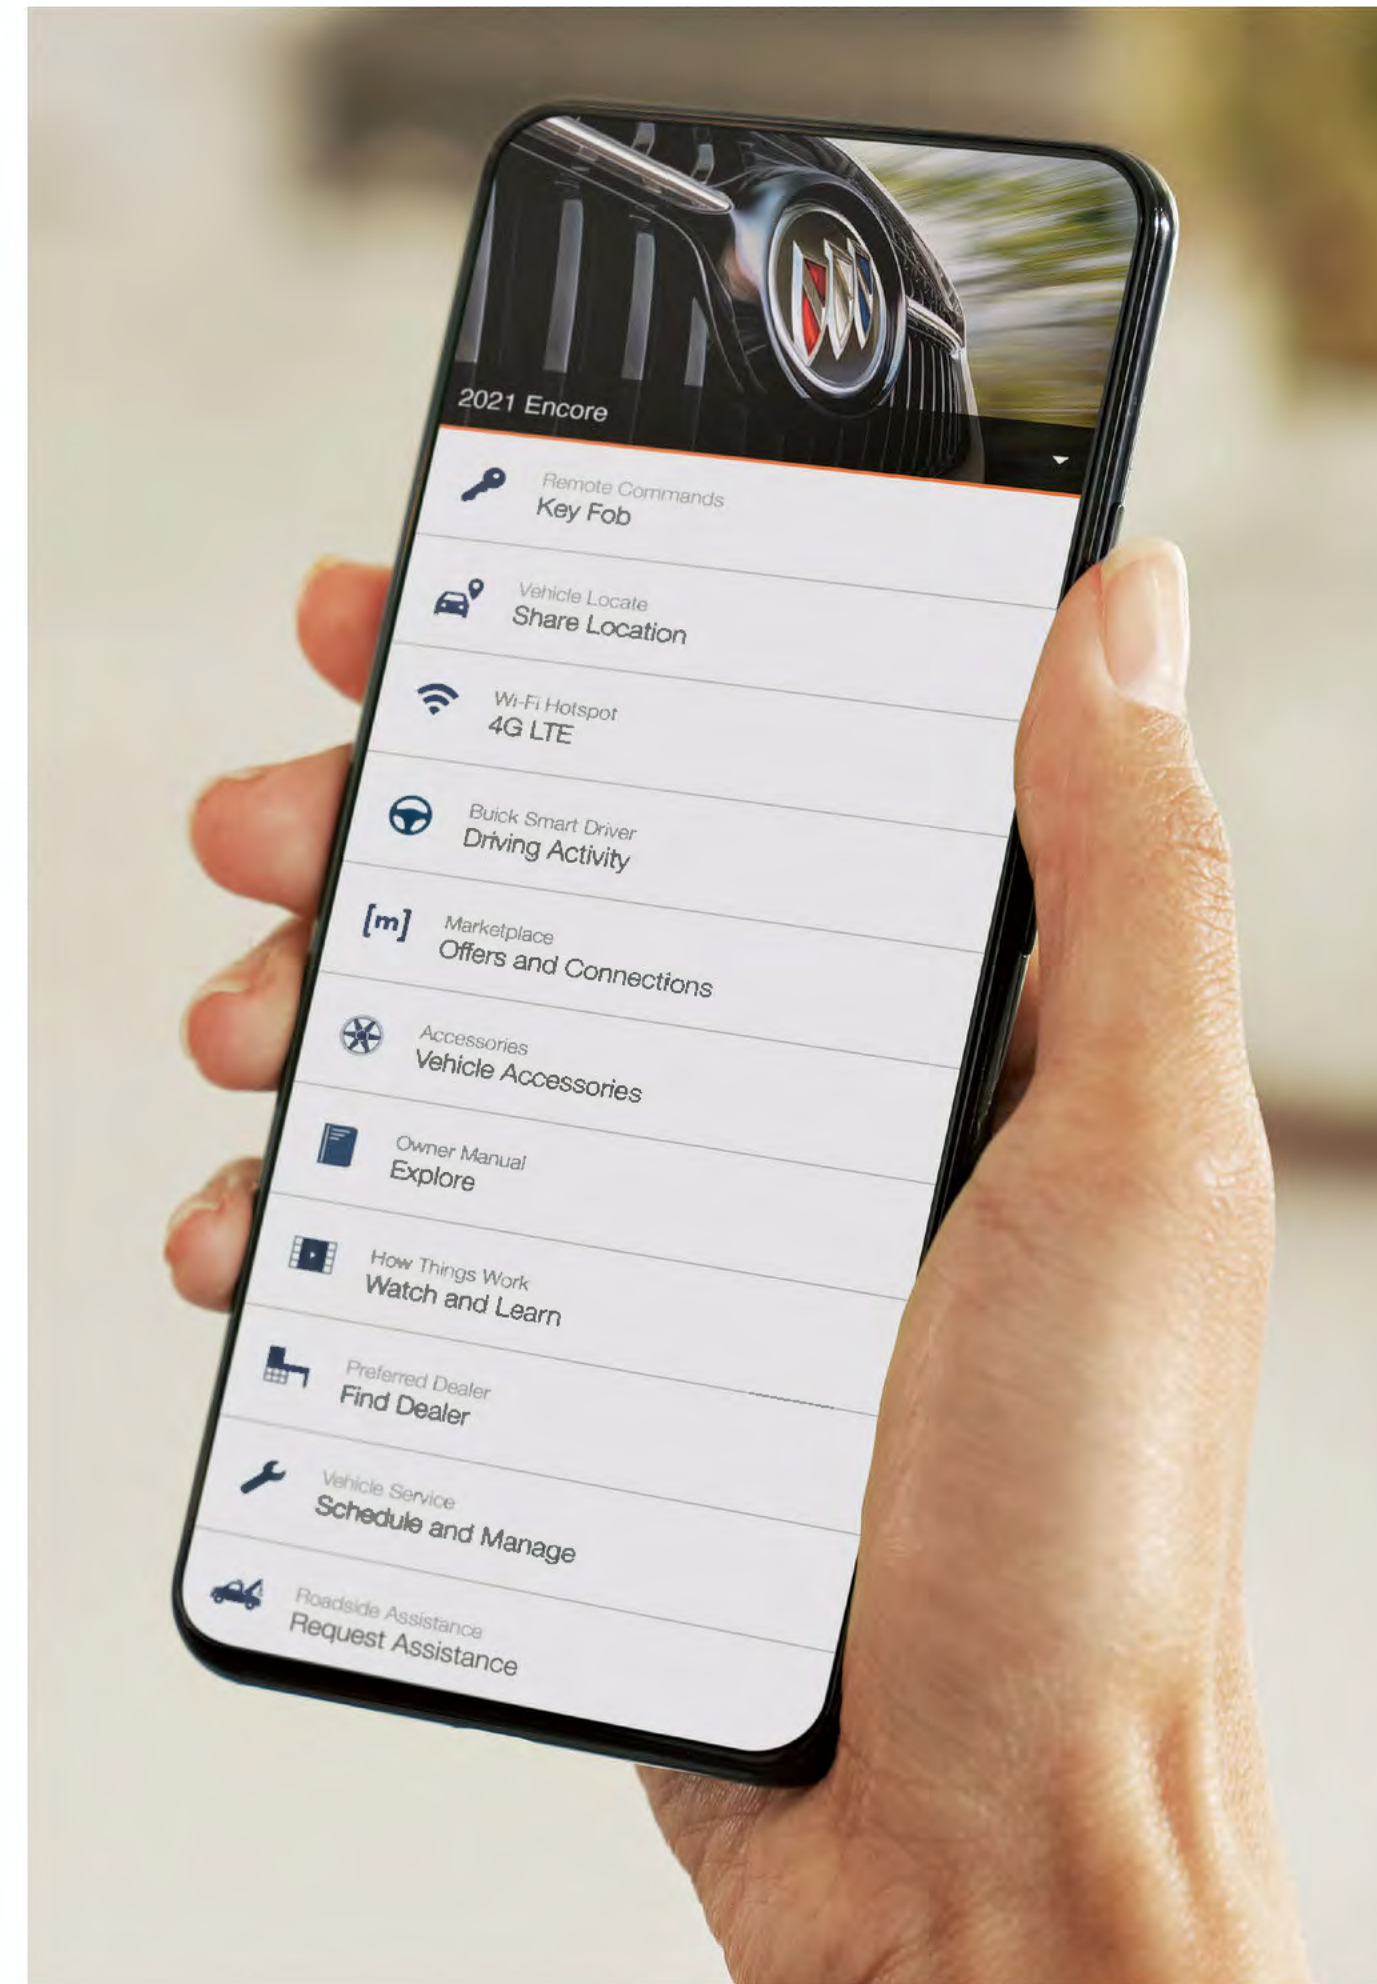 2021 Encore
Remote Commands
Key Fob
Vehicle Locate
Share Location
Wi-Fi Hotspot
4G LTE
Buick Smart Driver
Driving Activity
[m]
Marketplace
Offers and Connections
Accessories
Vehicle Accessories
Owner Manual
Explore
How Things Work
Watch and Learn
Preferred Dealer
Find Dealer
Vehicle Service
Schedule and Manage
Roadside Assistance
Request Assistance